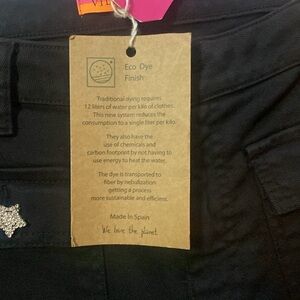 Eco Dye
Finish
Traditional dying requires
12 liters of water per kilo of clothes.
This new system reduces the
consumption to a single liter per kilo.
They also have the
use of chemicals and
carbon footprint by not having to
use energy to heat the water.
The dye is transported to
fiber by nebulization
getting a process
more sustainable and efficient.
Made in Spain
We love the planet